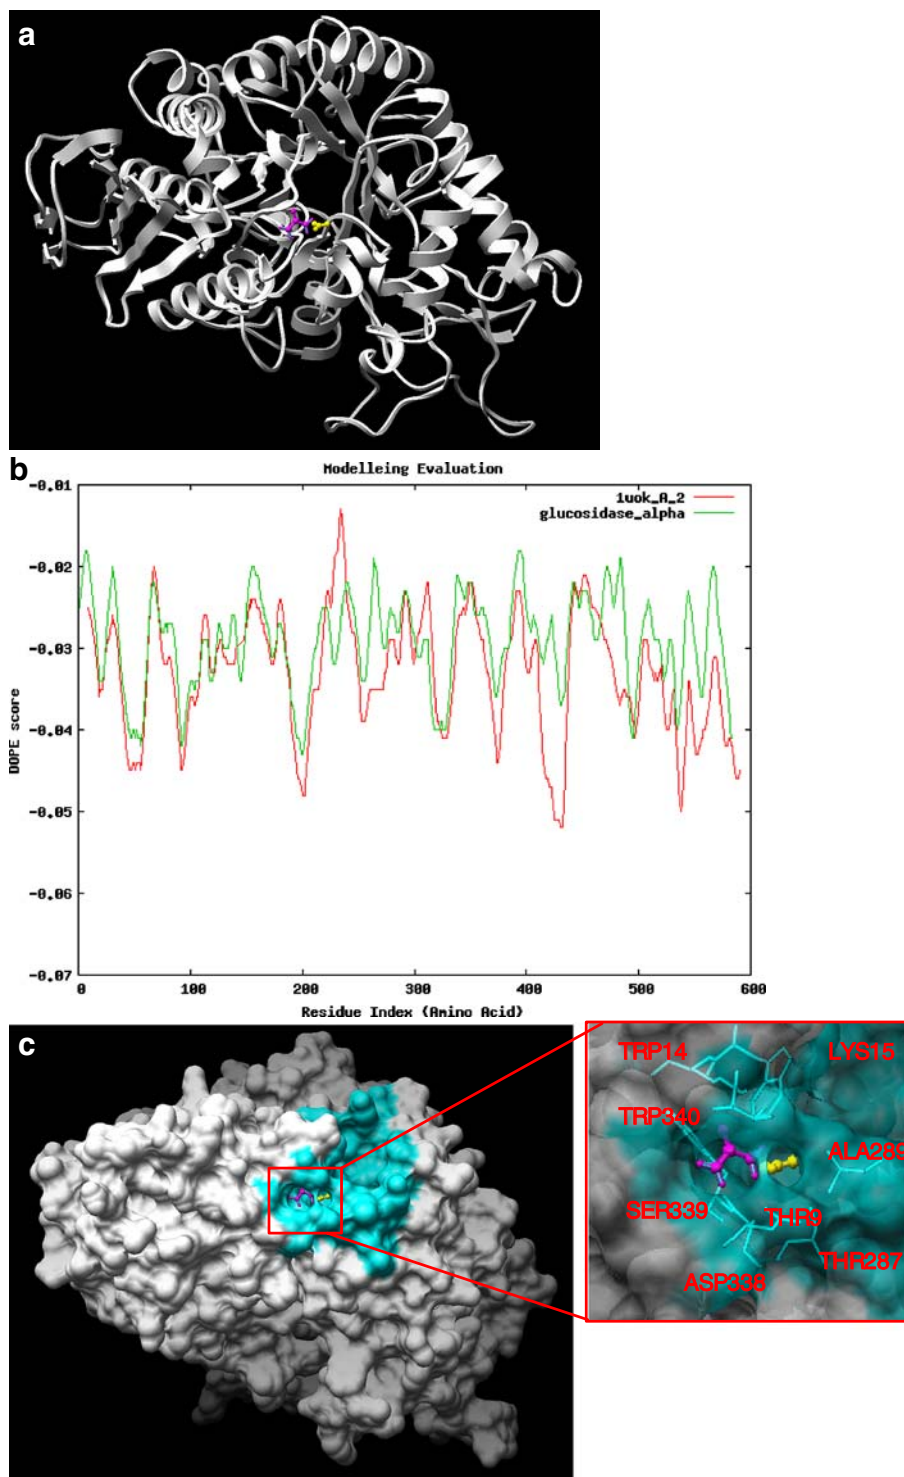 a
b
Modelleing Evaluation
1uok_A_2
glucosidase_alpha
-0.01
-0.02
-0.03
-0.04
-0.05
-0.06
-0.07
DOPE score
0 100 200 300 400 500 600
Residue Index (Amino Acid)
c
TRP14 LYS15
TRP340
ALA289
SER339 THR9
THR287
ASP338